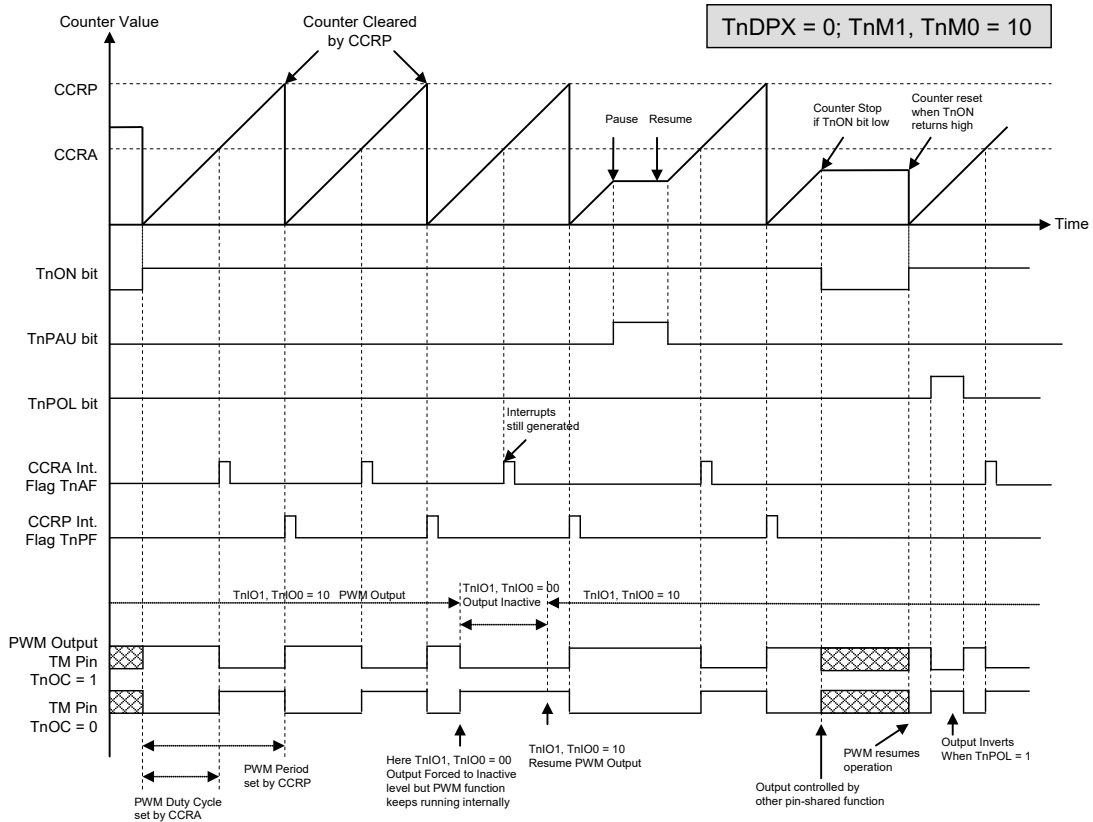 Counter Value
Counter Cleared
by CCRP
TnDPX = 0; TnM1, TnM0 = 10
CCRP
CCRA
Pause
Resume
Counter Stop
if TnON bit low
Counter reset
when TnON
returns high
Time
TnON bit
TnPAU bit
TnPOL bit
Interrupts
still generated
CCRA Int.
Flag TnAF
CCRP Int.
Flag TnPF
TnIO1, TnIO0 = 10   PWM Output
TnIO1, TnIO0 = 00
Output Inactive
TnIO1, TnIO0 = 10
PWM Output
TM Pin
TnOC = 1
TM Pin
TnOC = 0
PWM Duty Cycle
set by CCRA
PWM Period
set by CCRP
Here TnIO1, TnIO0 = 00
Output Forced to Inactive
level but PWM function
keeps running internally
TnIO1, TnIO0 = 10
Resume PWM Output
Output controlled by
other pin-shared function
PWM resumes
operation
Output Inverts
When TnPOL = 1